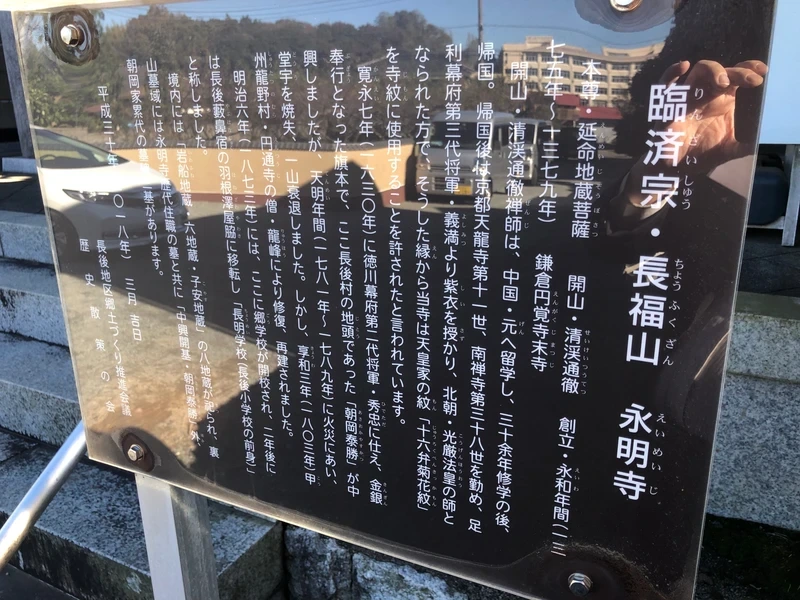 臨済宗・長福山　永明寺
本尊・延命地蔵菩薩　開山・清渓通徹　創立・永和年間（一三
七五年～一三七九年）　鎌倉円覚寺末寺
開山・清渓通徹禅師は、中国・元へ留学し、三十余年修学の後、
帰国。帰国後は京都天龍寺第十一世、南禅寺第三十八世を勤め、足
利幕府第三代将軍・義満より紫衣を授かり、北朝・光厳法皇の師と
なられた方で、そうした縁から当寺は天皇家の紋「十六弁菊花紋」
を寺紋に使用することを許されたと言われています。
寛永七年（一六三〇年）に徳川幕府第二代将軍・秀忠に仕え、金銀
奉行となった旗本で、ここ長後村の地頭であった「朝岡泰勝」が中
興しましたが、天明年間（一七八一年～一七八九年）に火災にあい、
堂宇を焼失、一山衰退しました。しかし、享和三年（一八〇三年）甲
州龍野村・円通寺の僧・龍峰により修復、再建されました。
明治六年（一八七三年）には、ここに郷学校が開校され、二年後に
は長後數鼻宿の羽根澤屋脇に移転し「長明学校（長後小学校の前身）」
と称しました。
境内には「岩船地蔵・六地蔵・子安地蔵」の八地蔵が祀られ、裏
山墓域には永明寺歴代住職の墓と共に「中興開基・朝岡泰勝」外、
朝岡家累代の墓 基があります。
平成三十年 〇一八年）　三月　吉日
長後地区郷土づくり推進会議
歴史散策の会